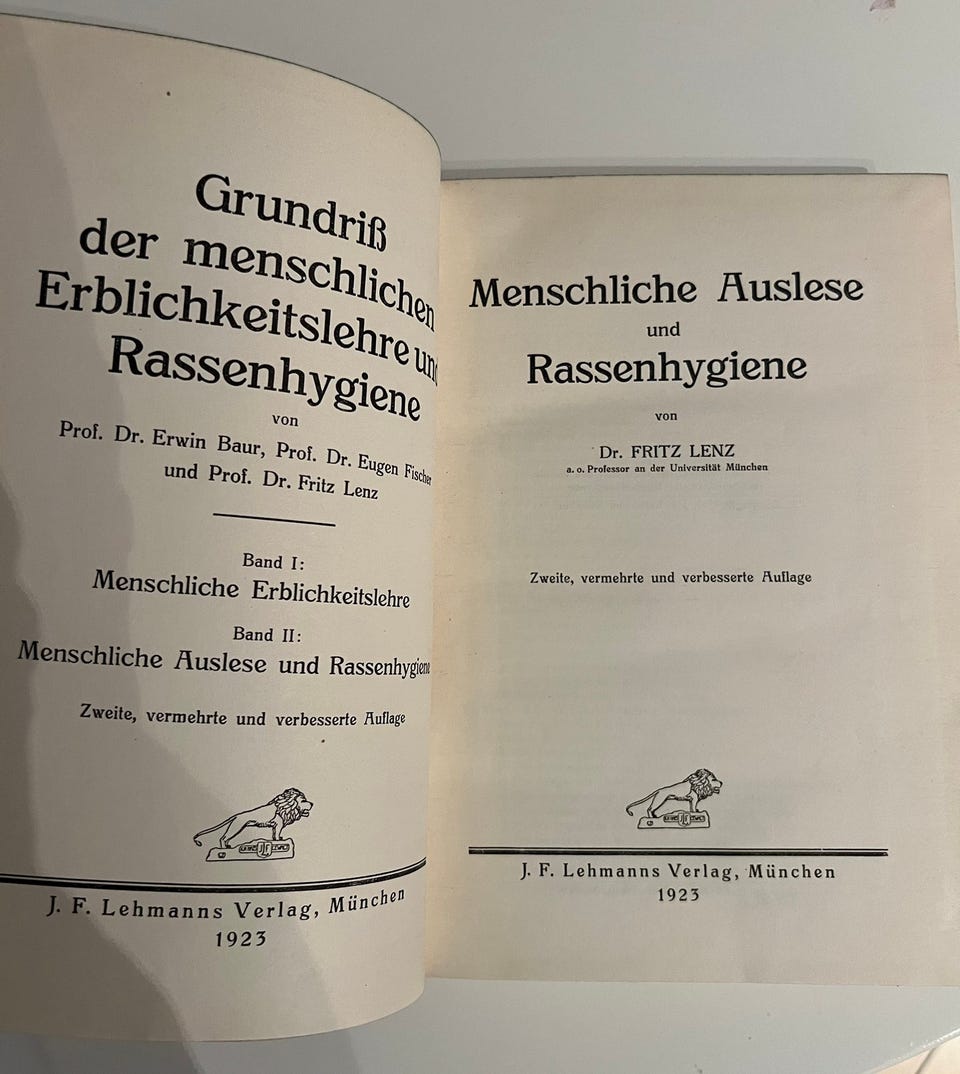 Grundriß
der menschlichen
Erblichkeitslehre und
Rassenhygiene
von
Prof. Dr. Erwin Baur, Prof. Dr. Eugen Fischer
und Prof. Dr. Fritz Lenz
Band I:
Menschliche Erblichkeitslehre
Band II:
Menschliche Auslese und Rassenhygiene
Zweite, vermehrte und verbesserte Auflage
J. F. Lehmanns Verlag, München
1923
Menschliche Auslese
und
Rassenhygiene
von
Dr. FRITZ LENZ
a. o. Professor an der Universität München
Zweite, vermehrte und verbesserte Auflage
J. F. Lehmanns Verlag, München
1923